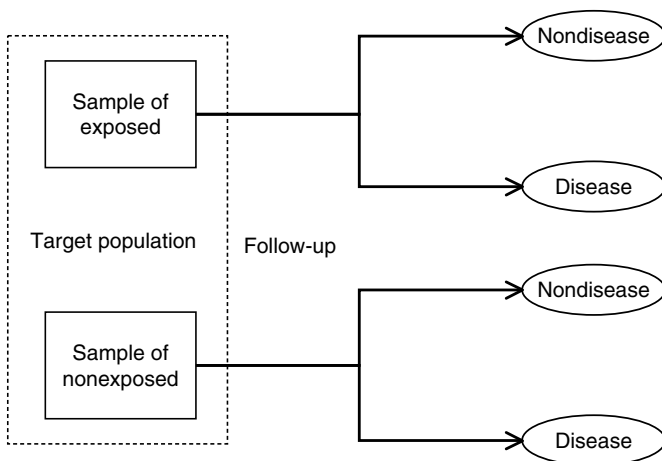 Nondisease
Sample of
exposed
Disease
Target population
Follow-up
Nondisease
Sample of
nonexposed
Disease